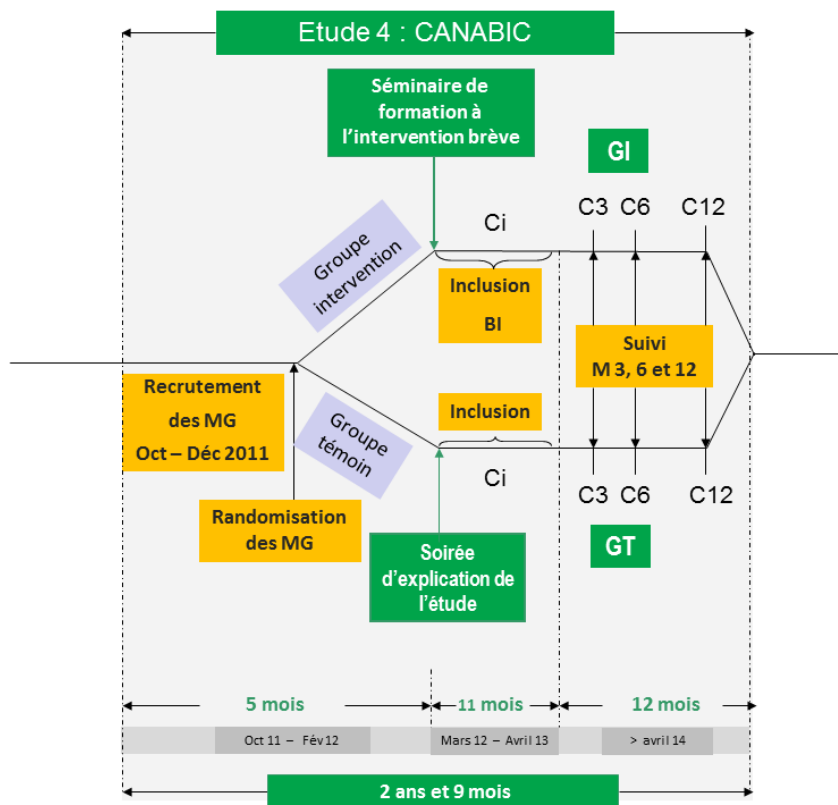 Etude 4 : CANABIC
Séminaire de
formation à
l'intervention brève
GI
C3 C6 C12
Ci
Groupe
intervention
Inclusion
BI
Suivi
M 3, 6 et 12
Recrutement
des MG
Oct – Déc 2011
Inclusion
Groupe
témoin
Ci
C3 C6 C12
Randomisation
des MG
GT
Soirée
d'explication de
l'étude
5 mois 11 mois 12 mois
Oct 11 – Fév 12 Mars 12 – Avril 13 > avril 14
2 ans et 9 mois